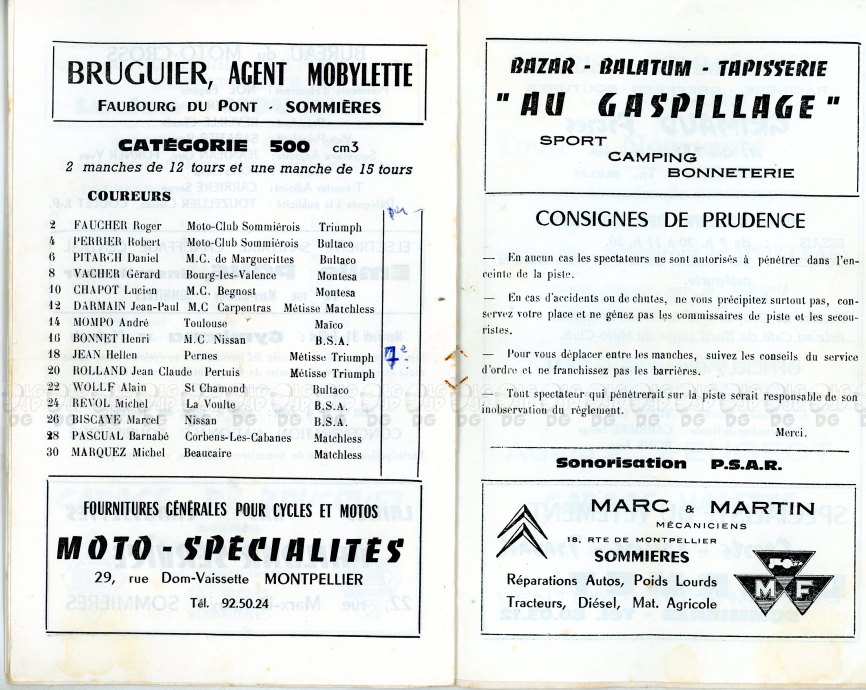 BRUGUIER, AGENT MOBYLETTE
FAUBOURG DU PONT - SOMMIÈRES
CATÉGORIE 500 cm3
2 manches de 12 tours et une manche de 15 tours
COUREURS
2 FAUCHER Roger Moto-Club Sommiérois Triumph
4 PERRIER Robert Moto-Club Sommiérois Bultaco
6 PITARCH Daniel M.C. de Marguerittes Bultaco
8 VACHER Gérard Bourg-les-Valence Montesa
10 CHAPOT Lucien M.C. Begnost Montesa
12 DARMAIN Jean-Paul M.C Carpentras Métisse Matchless
14 MOMPO André Toulouse Maïco
16 BONNET Henri M.C. Nissan B.S.A.
18 JEAN Hellen Pernes Métisse Triumph 7e
20 ROLLAND Jean Claude Pertuis Métisse Triumph
22 WOLLF Alain St Chamond Bultaco
24 REVOL Michel La Voulte B.S.A.
26 BISCAYE Marcel Nissan B.S.A.
28 PASCUAL Barnabé Corbens-Les-Cabanes Matchless
30 MARQUEZ Michel Beaucaire Matchless
FOURNITURES GÉNÉRALES POUR CYCLES ET MOTOS
MOTO - SPÉCIALITÉS
29, rue Dom-Vaissette MONTPELLIER
Tél. 92.50.24
BAZAR - BALATUM - TAPISSERIE
" AU GASPILLAGE "
SPORT
CAMPING
BONNETERIE
CONSIGNES DE PRUDENCE
— En aucun cas les spectateurs ne sont autorisés à pénétrer dans l'en-
ceinte de la piste.
— En cas d'accidents ou de chutes, ne vous précipitez surtout pas, con-
servez votre place et ne gênez pas les commissaires de piste et les secou-
ristes.
— Pour vous déplacer entre les manches, suivez les conseils du service
d'ordre et ne franchissez pas les barrières.
— Tout spectateur qui pénétrerait sur la piste serait responsable de son
inobservation du règlement.
Merci.
Sonorisation P.S.A.R.
MARC & MARTIN
MÉCANICIENS
18, RTE DE MONTPELLIER
SOMMIERES
Réparations Autos, Poids Lourds
Tracteurs, Diésel, Mat. Agricole
M F